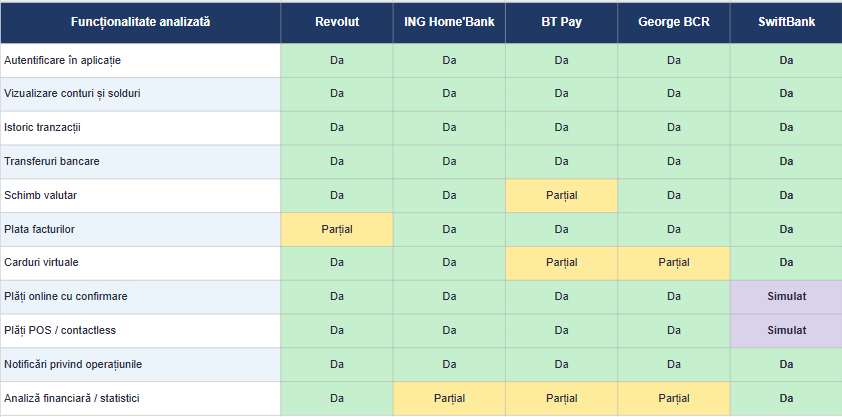 Funcționalitate analizată Revolut ING Home'Bank BT Pay George BCR SwiftBank
Autentificare în aplicație Da Da Da Da Da
Vizualizare conturi și solduri Da Da Da Da Da
Istoric tranzacții Da Da Da Da Da
Transferuri bancare Da Da Da Da Da
Schimb valutar Da Da Parțial Da Da
Plata facturilor Parțial Da Da Da Da
Carduri virtuale Da Da Parțial Parțial Da
Plăți online cu confirmare Da Da Da Da Simulat
Plăți POS / contactless Da Da Da Da Simulat
Notificări privind operațiunile Da Da Da Da Da
Analiză financiară / statistici Da Parțial Parțial Parțial Da